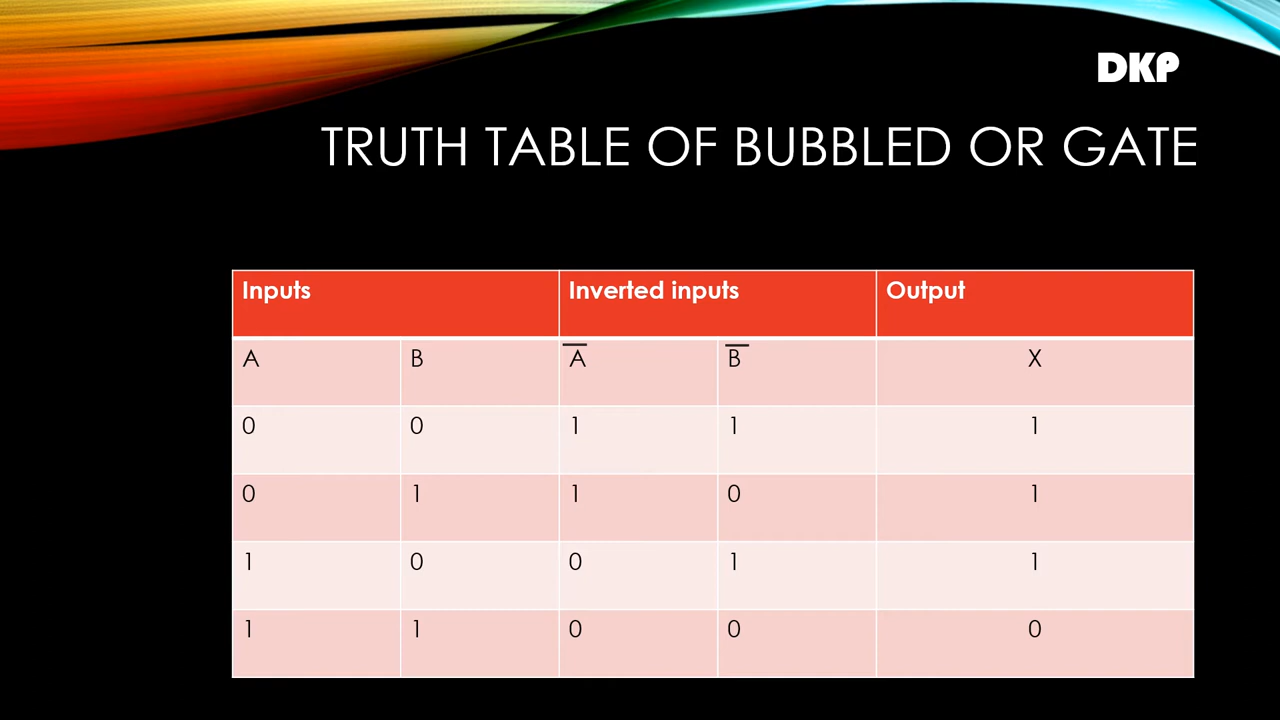 DKP
TRUTH TABLE OF BUBBLED OR GATE
Inputs Inverted inputs Output
A B A̅ B̅ X
0 0 1 1 1
0 1 1 0 1
1 0 0 1 1
1 1 0 0 0